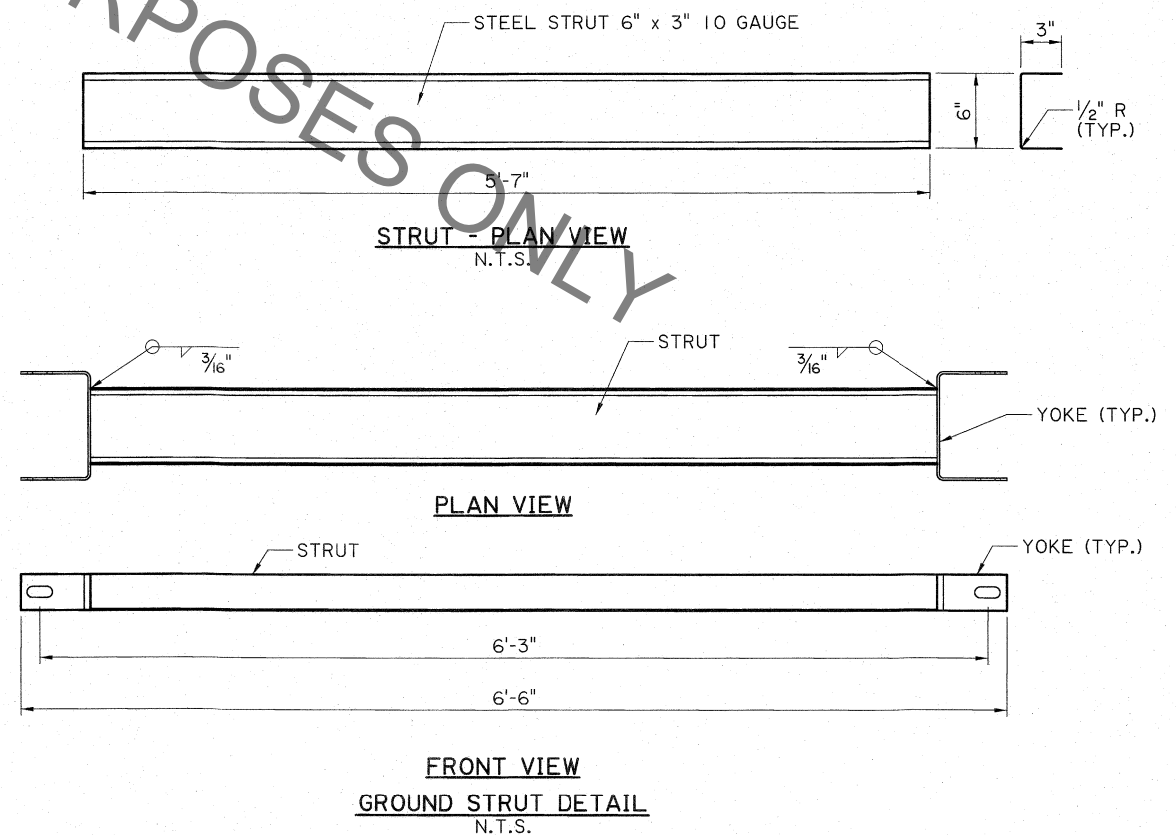 STEEL STRUT 6" x 3" 10 GAUGE
3"
6"
1/2" R
(TYP.)
5'-7"
STRUT - PLAN VIEW
N.T.S.
RPOSES ONLY
3/16"
STRUT
3/16"
YOKE (TYP.)
PLAN VIEW
STRUT
YOKE (TYP.)
6'-3"
6'-6"
FRONT VIEW
GROUND STRUT DETAIL
N.T.S.